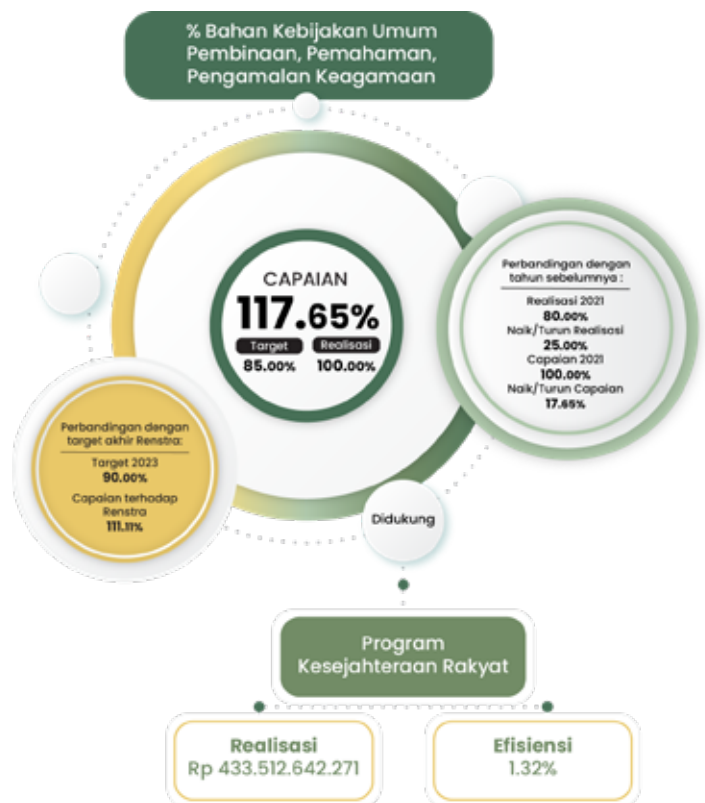 % Bahan Kebijakan Umum
Pembinaan, Pemahaman,
Pengamalan Keagamaan
CAPAIAN
117.65%
Target Realisasi
85.00% 100.00%
Perbandingan dengan
tahun sebelumnya :
Realisasi 2021
80.00%
Naik/Turun Realisasi
25.00%
Capaian 2021
100.00%
Naik/Turun Capaian
17.65%
Perbandingan dengan
target akhir Renstra:
Target 2023
90.00%
Capaian terhadap
Renstra
111.11%
Didukung
Program
Kesejahteraan Rakyat
Realisasi
Rp 433.512.642.271
Efisiensi
1.32%